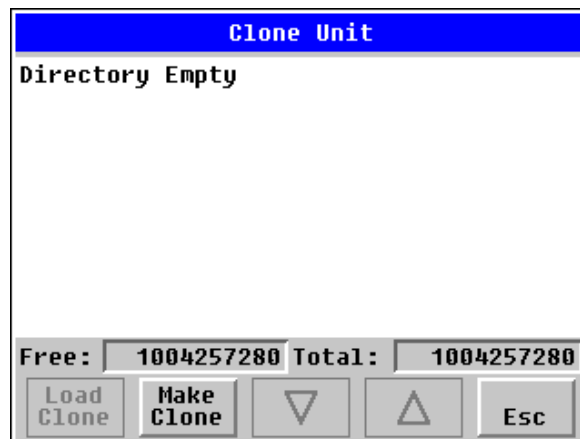 Clone Unit
Directory Empty
Free: 1004257280 Total: 1004257280
Load Clone Make Clone Esc